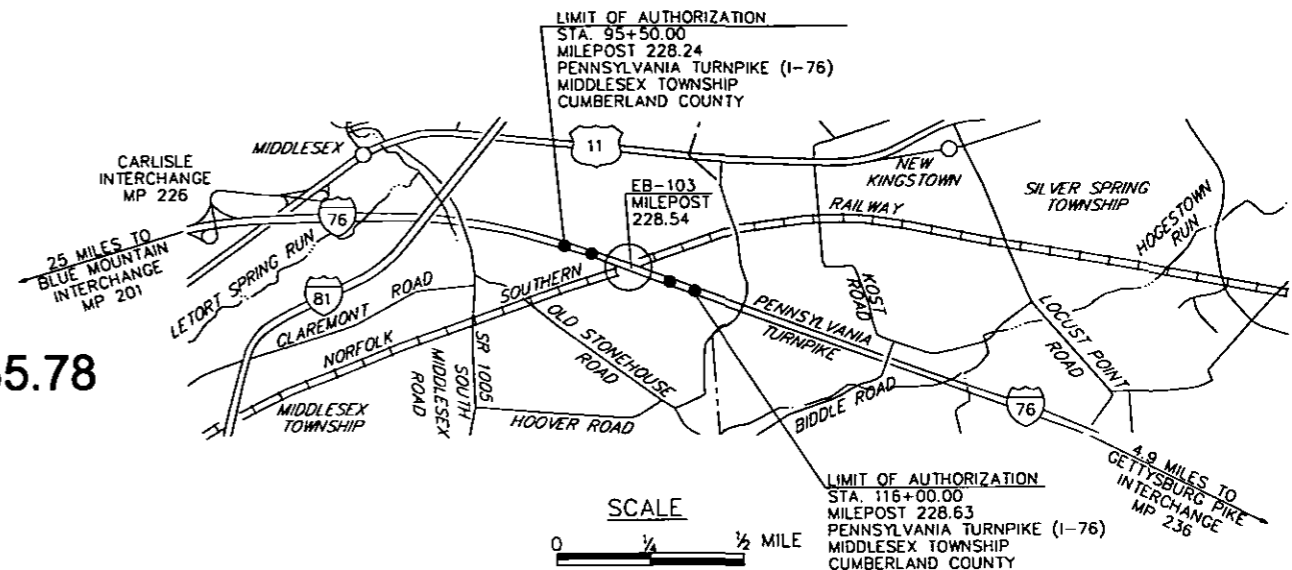 LIMIT OF AUTHORIZATION
STA. 95+50.00
MILEPOST 228.24
PENNSYLVANIA TURNPIKE (I-76)
MIDDLESEX TOWNSHIP
CUMBERLAND COUNTY
MIDDLESEX
11
CARLISLE
INTERCHANGE
MP 226
76
EB-103
MILEPOST
228.54
NEW
KINGSTOWN
SILVER SPRING
TOWNSHIP
RAILWAY
HOGESTOWN
RUN
25 MILES TO
BLUE MOUNTAIN
INTERCHANGE
MP 201
LETORT SPRING RUN
81
CLAREMONT ROAD
NORFOLK SOUTHERN
OLD STONEHOUSE
ROAD
KOST
ROAD
PENNSYLVANIA
TURNPIKE
LOCUST POINT
ROAD
5.78
SR 1005
SOUTH
MIDDLESEX
ROAD
MIDDLESEX
TOWNSHIP
HOOVER ROAD
BIDDLE ROAD
76
4.9 MILES TO
GETTYSBURG PIKE
INTERCHANGE
MP 236
LIMIT OF AUTHORIZATION
STA. 116+00.00
MILEPOST 228.63
PENNSYLVANIA TURNPIKE (I-76)
MIDDLESEX TOWNSHIP
CUMBERLAND COUNTY
SCALE
0 1/4 1/2 MILE